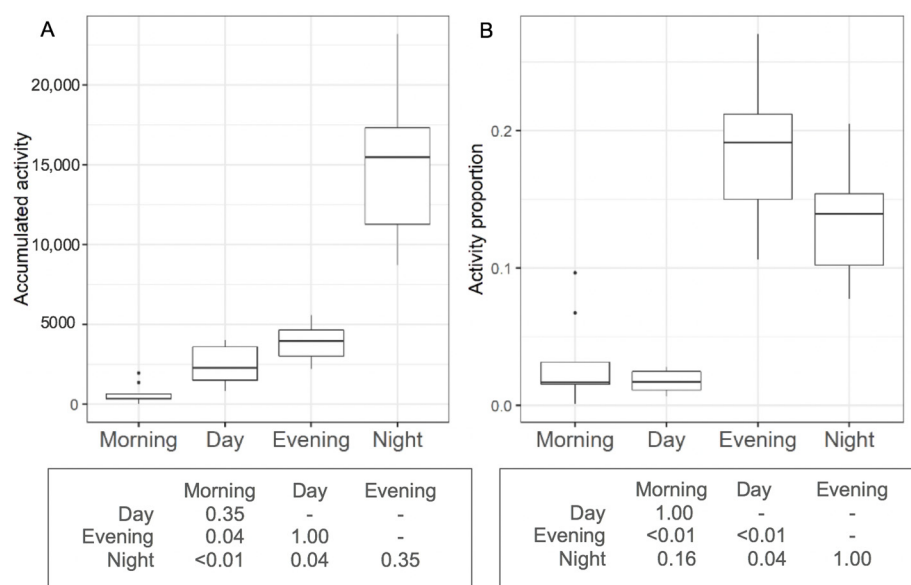 A
Accumulated activity
20,000
15,000
10,000
5000
0
Morning Day Evening Night
Morning Day Evening
Day 0.35 - -
Evening 0.04 1.00 -
Night <0.01 0.04 0.35
B
Activity proportion
0.2
0.1
0.0
Morning Day Evening Night
Morning Day Evening
Day 1.00 - -
Evening <0.01 <0.01 -
Night 0.16 0.04 1.00